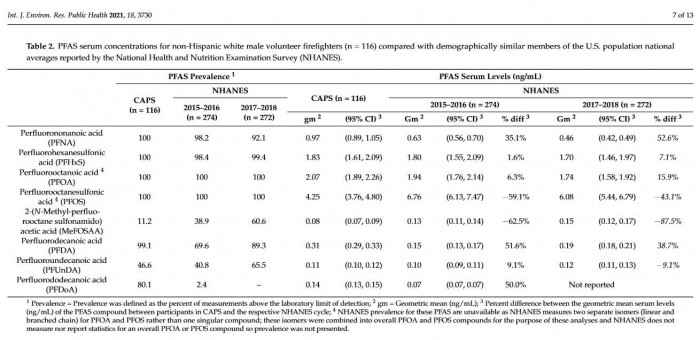 Int. J. Environ. Res. Public Health 2021, 18, 3730 7 of 13
Table 2. PFAS serum concentrations for non-Hispanic white male volunteer firefighters (n = 116) compared with demographically similar members of the U.S. population national
averages reported by the National Health and Nutrition Examination Survey (NHANES).
PFAS Prevalence 1 PFAS Serum Levels (ng/mL)
CAPS (n = 116) NHANES CAPS (n = 116) NHANES
2015–2016 (n = 274) 2017–2018 (n = 272) 2015–2016 (n = 274) 2017–2018 (n = 272)
gm 2 (95% CI) 3 Gm 2 (95% CI) 3 % diff 3 Gm 2 (95% CI) 3 % diff 3
Perfluorononanoic acid (PFNA) 100 98.2 92.1 0.97 (0.89, 1.05) 0.63 (0.56, 0.70) 35.1% 0.46 (0.42, 0.49) 52.6%
Perfluorohexanesulfonic acid (PFHxS) 100 98.4 99.4 1.83 (1.61, 2.09) 1.80 (1.55, 2.09) 1.6% 1.70 (1.46, 1.97) 7.1%
Perfluorooctanoic acid 4 (PFOA) 100 100 100 2.07 (1.89, 2.26) 1.94 (1.76, 2.14) 6.3% 1.74 (1.58, 1.92) 15.9%
Perfluorooctanesulfonic acid 4 (PFOS) 100 100 100 4.25 (3.76, 4.80) 6.76 (6.13, 7.47) −59.1% 6.08 (5.44, 6.79) −43.1%
2-(N-Methyl-perfluorooctane sulfonamido) acetic acid (MeFOSAA) 11.2 38.9 60.6 0.08 (0.07, 0.09) 0.13 (0.11, 0.14) −62.5% 0.15 (0.12, 0.17) −87.5%
Perfluorodecanoic acid (PFDA) 99.1 69.6 89.3 0.31 (0.29, 0.33) 0.15 (0.13, 0.17) 51.6% 0.19 (0.18, 0.21) 38.7%
Perfluoroundecanoic acid (PFUnDA) 46.6 40.8 65.5 0.11 (0.10, 0.12) 0.10 (0.09, 0.11) 9.1% 0.12 (0.11, 0.13) −9.1%
Perfluorododecanoic acid (PFDoA) 80.1 2.4 – 0.14 (0.13, 0.15) 0.07 (0.07, 0.07) 50.0% Not reported
1 Prevalence = Prevalence was defined as the percent of measurements above the laboratory limit of detection; 2 gm = Geometric mean (ng/mL); 3 Percent difference between the geometric mean serum levels
(ng/mL) of the PFAS compound between participants in CAPS and the respective NHANES cycle; 4 NHANES prevalence for these PFAS are unavailable as NHANES measures two separate isomers (linear and
branched chain) for PFOA and PFOS rather than one singular compound; these isomers were combined into overall PFOA and PFOS compounds for the purpose of these analyses and NHANES does not
measure nor report statistics for an overall PFOA or PFOS compound so prevalence was not presented.